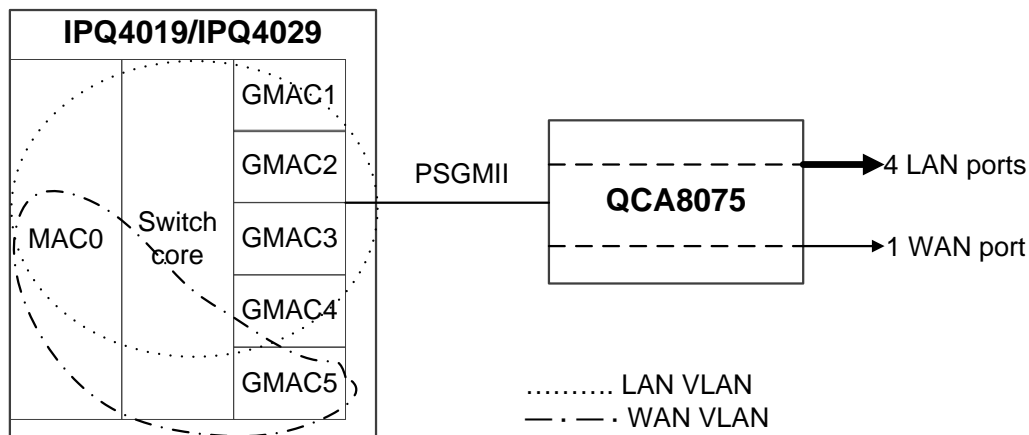 IPQ4019/IPQ4029
GMAC1
GMAC2
GMAC3
GMAC4
GMAC5
MAC0
Switch
core
PSGMII
QCA8075
4 LAN ports
1 WAN port
.......... LAN VLAN
— · — · WAN VLAN